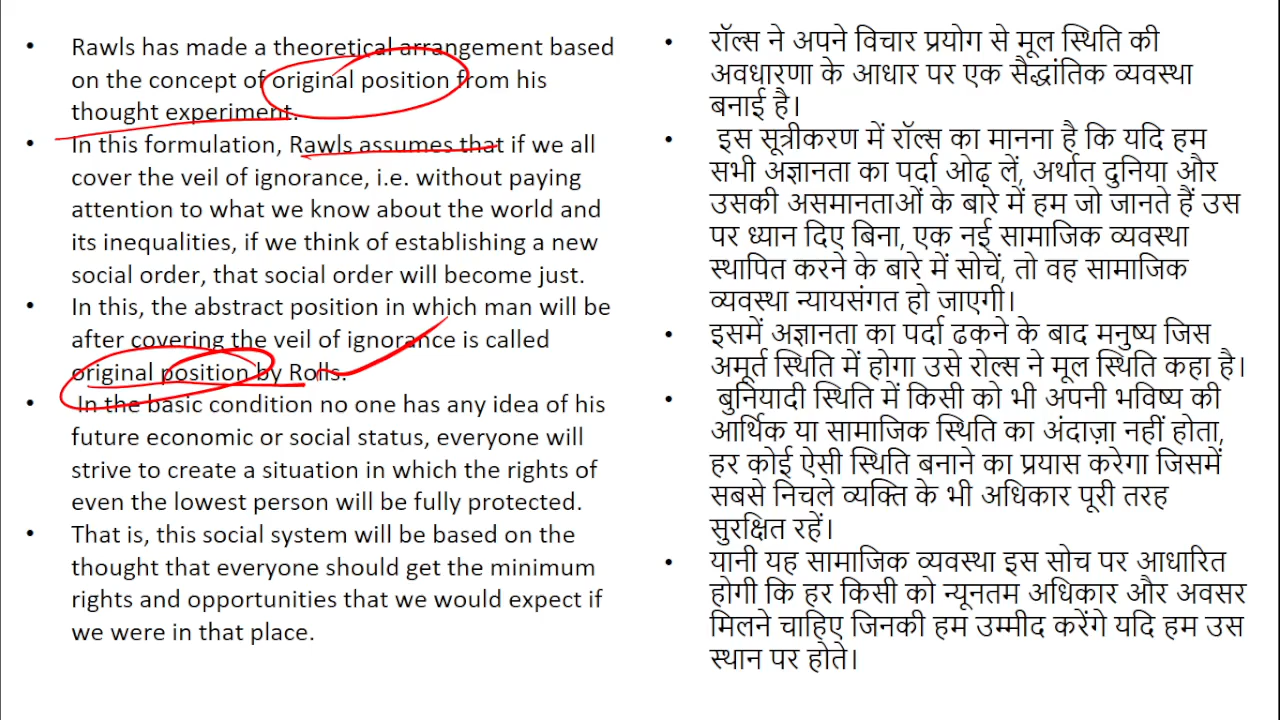 • Rawls has made a theoretical arrangement based
on the concept of original position from his
thought experiment.
• In this formulation, Rawls assumes that if we all
cover the veil of ignorance, i.e. without paying
attention to what we know about the world and
its inequalities, if we think of establishing a new
social order, that social order will become just.
• In this, the abstract position in which man will be
after covering the veil of ignorance is called
original position by Rolls.
• In the basic condition no one has any idea of his
future economic or social status, everyone will
strive to create a situation in which the rights of
even the lowest person will be fully protected.
• That is, this social system will be based on the
thought that everyone should get the minimum
rights and opportunities that we would expect if
we were in that place.
• रॉल्स ने अपने विचार प्रयोग से मूल स्थिति की
अवधारणा के आधार पर एक सैद्धांतिक व्यवस्था
बनाई है।
• इस सूत्रीकरण में रॉल्स का मानना है कि यदि हम
सभी अज्ञानता का पर्दा ओढ़ लें, अर्थात दुनिया और
उसकी असमानताओं के बारे में हम जो जानते हैं उस
पर ध्यान दिए बिना, एक नई सामाजिक व्यवस्था
स्थापित करने के बारे में सोचें, तो वह सामाजिक
व्यवस्था न्यायसंगत हो जाएगी।
• इसमें अज्ञानता का पर्दा ढकने के बाद मनुष्य जिस
अमूर्त स्थिति में होगा उसे रोल्स ने मूल स्थिति कहा है।
• बुनियादी स्थिति में किसी को भी अपनी भविष्य की
आर्थिक या सामाजिक स्थिति का अंदाज़ा नहीं होता,
हर कोई ऐसी स्थिति बनाने का प्रयास करेगा जिसमें
सबसे निचले व्यक्ति के भी अधिकार पूरी तरह
सुरक्षित रहें।
• यानी यह सामाजिक व्यवस्था इस सोच पर आधारित
होगी कि हर किसी को न्यूनतम अधिकार और अवसर
मिलने चाहिए जिनकी हम उम्मीद करेंगे यदि हम उस
स्थान पर होते।